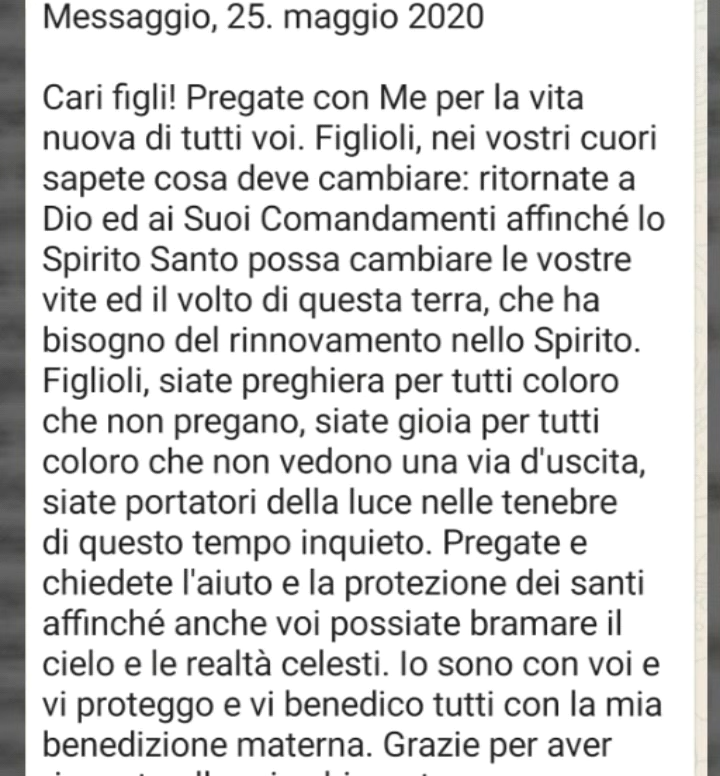 Messaggio, 25. maggio 2020
Cari figli! Pregate con Me per la vita
nuova di tutti voi. Figlioli, nei vostri cuori
sapete cosa deve cambiare: ritornate a
Dio ed ai Suoi Comandamenti affinché lo
Spirito Santo possa cambiare le vostre
vite ed il volto di questa terra, che ha
bisogno del rinnovamento nello Spirito.
Figlioli, siate preghiera per tutti coloro
che non pregano, siate gioia per tutti
coloro che non vedono una via d'uscita,
siate portatori della luce nelle tenebre
di questo tempo inquieto. Pregate e
chiedete l'aiuto e la protezione dei santi
affinché anche voi possiate bramare il
cielo e le realtà celesti. Io sono con voi e
vi proteggo e vi benedico tutti con la mia
benedizione materna. Grazie per aver